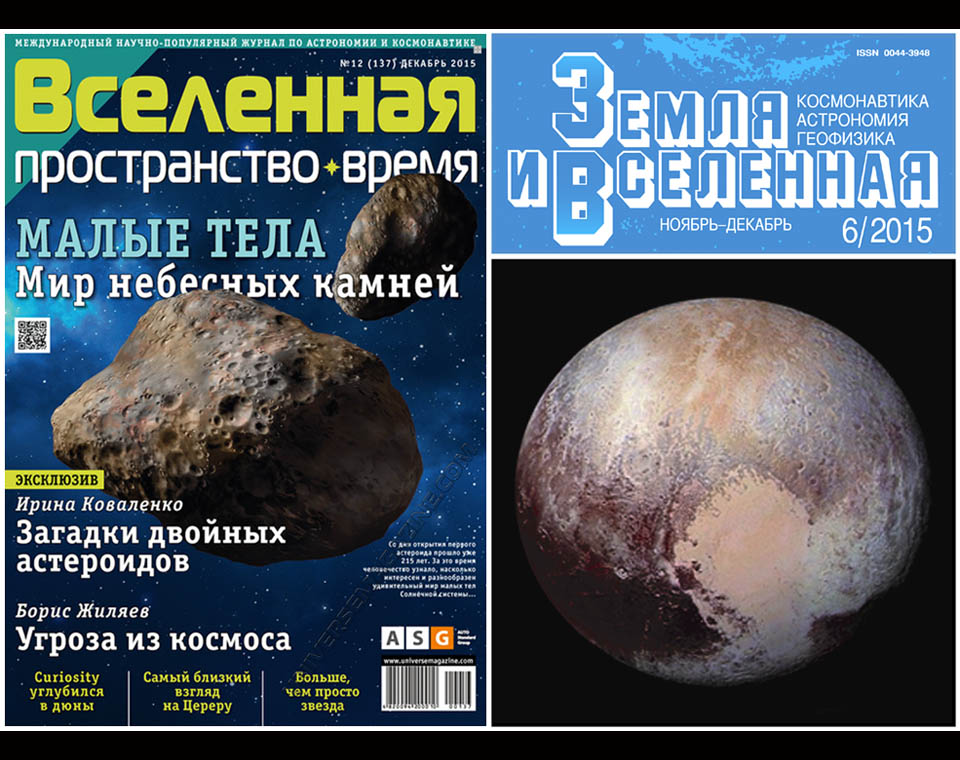 МЕЖДУНАРОДНЫЙ НАУЧНО-ПОПУЛЯРНЫЙ ЖУРНАЛ ПО АСТРОНОМИИ И КОСМОНАВТИКЕ
№12 (137) ДЕКАБРЬ 2015
Вселенная
пространство время
МАЛЫЕ ТЕЛА
Мир небесных камней
ЭКСКЛЮЗИВ
Ирина Коваленко
Загадки двойных
астероидов
Со дня открытия первого
астероида прошло уже
215 лет. За это время
человечество узнало, насколько
интересен и разнообразен
удивительный мир малых тел
Солнечной системы...
Борис Жиляев
Угроза из космоса
ASG AUTO
Standard
Group
www.universemagazine.com
Curiosity
углубился
в дюны
Самый близкий
взгляд
на Цереру
Больше,
чем просто
звезда
00137
ISSN 0044-3948
Земля
и Вселенная
КОСМОНАВТИКА
АСТРОНОМИЯ
ГЕОФИЗИКА
НОЯБРЬ–ДЕКАБРЬ
6/2015